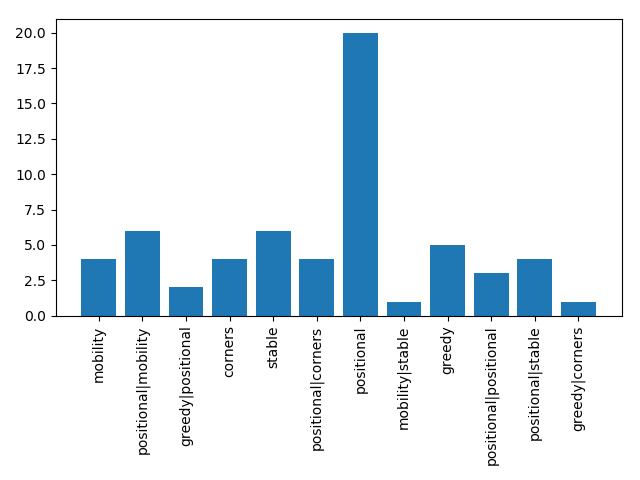 20.0
17.5
15.0
12.5
10.0
7.5
5.0
2.5
0.0
mobility
positional|mobility
greedy|positional
corners
stable
positional|corners
positional
mobility|stable
greedy
positional|positional
positional|stable
greedy|corners